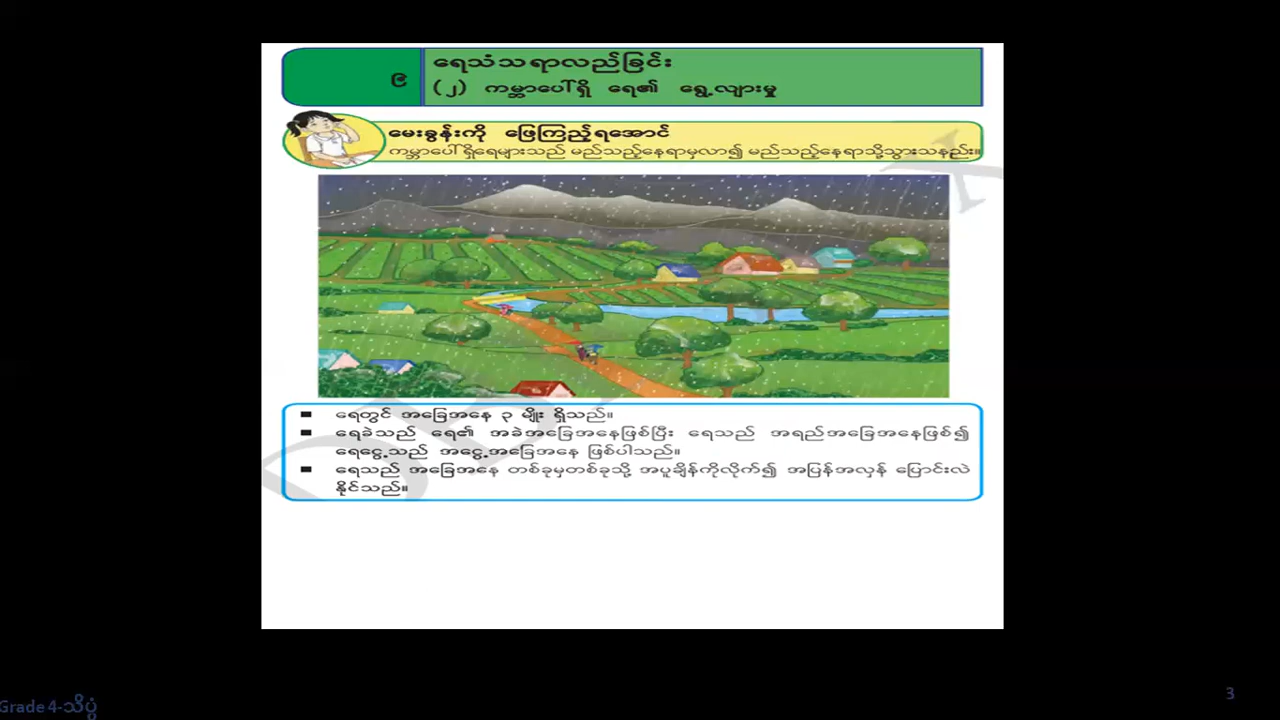 ၉
ရေသံသရာလည်ခြင်း
(၂) ကမ္ဘာပေါ်ရှိ ရေ၏ ရွေ့လျားမှု
မေးခွန်းကို ဖြေကြည့်ရအောင်
ကမ္ဘာပေါ်ရှိရေများသည် မည်သည့်နေရာမှလာ၍ မည်သည့်နေရာသို့သွားသနည်း။
▪ ရေတွင် အခြေအနေ ၃ မျိုး ရှိသည်။
▪ ရေခဲသည် ရေ၏ အခဲအခြေအနေဖြစ်ပြီး ရေသည် အရည်အခြေအနေဖြစ်၍
ရေငွေ့သည် အငွေ့အခြေအနေ ဖြစ်ပါသည်။
▪ ရေသည် အခြေအနေ တစ်ခုမှတစ်ခုသို့ အပူချိန်ကိုလိုက်၍ အပြန်အလှန် ပြောင်းလဲ
နိုင်သည်။
Grade 4-သိပ္ပံ
3